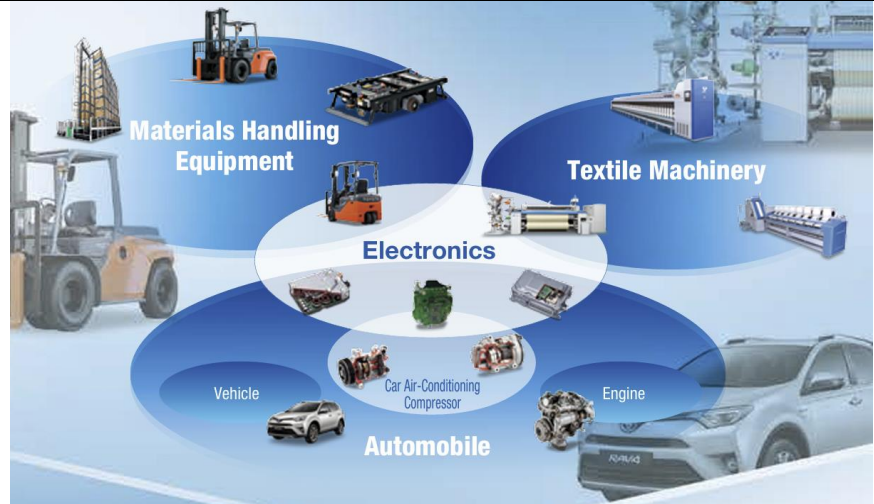 Materials Handling
Equipment
Textile Machinery
Electronics
Car Air-Conditioning
Compressor
Vehicle
Engine
Automobile
RAV4